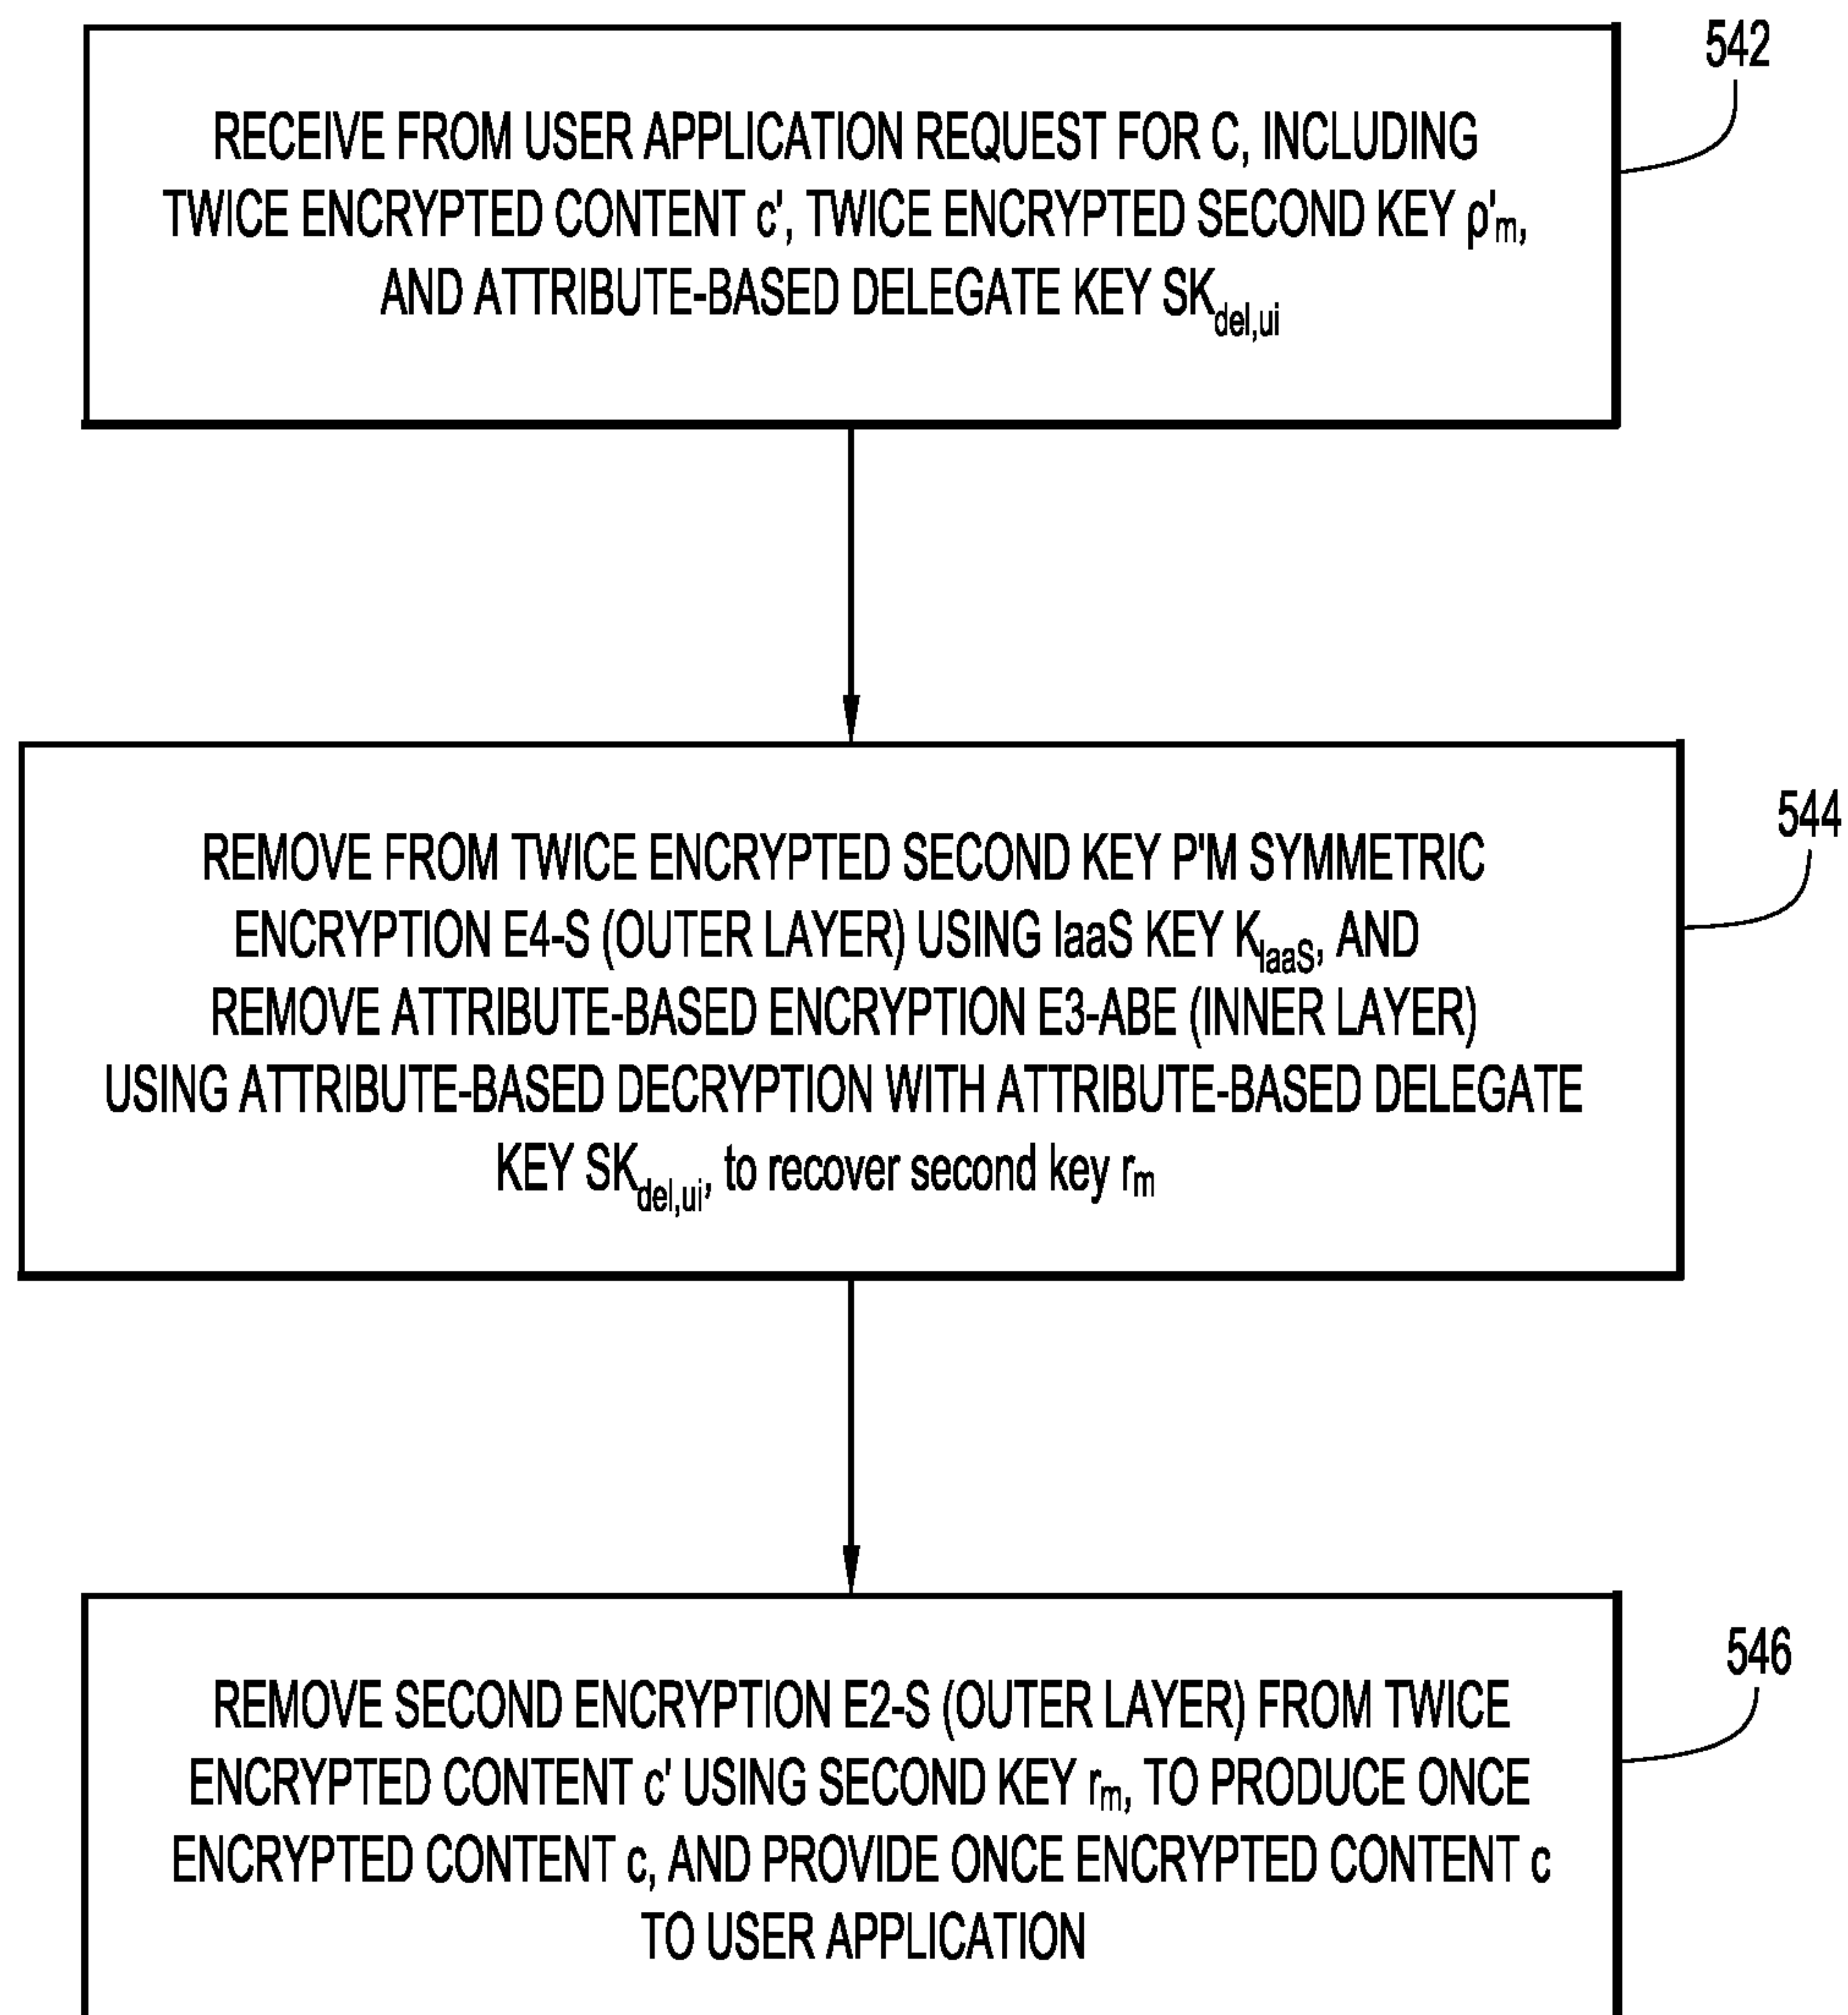 542
RECEIVE FROM USER APPLICATION REQUEST FOR C, INCLUDING
TWICE ENCRYPTED CONTENT c', TWICE ENCRYPTED SECOND KEY ρ'm,
AND ATTRIBUTE-BASED DELEGATE KEY SKdel,ui
544
REMOVE FROM TWICE ENCRYPTED SECOND KEY P'M SYMMETRIC
ENCRYPTION E4-S (OUTER LAYER) USING IaaS KEY KIaaS, AND
REMOVE ATTRIBUTE-BASED ENCRYPTION E3-ABE (INNER LAYER)
USING ATTRIBUTE-BASED DECRYPTION WITH ATTRIBUTE-BASED DELEGATE
KEY SKdel,ui, to recover second key rm
546
REMOVE SECOND ENCRYPTION E2-S (OUTER LAYER) FROM TWICE
ENCRYPTED CONTENT c' USING SECOND KEY rm, TO PRODUCE ONCE
ENCRYPTED CONTENT c, AND PROVIDE ONCE ENCRYPTED CONTENT c
TO USER APPLICATION